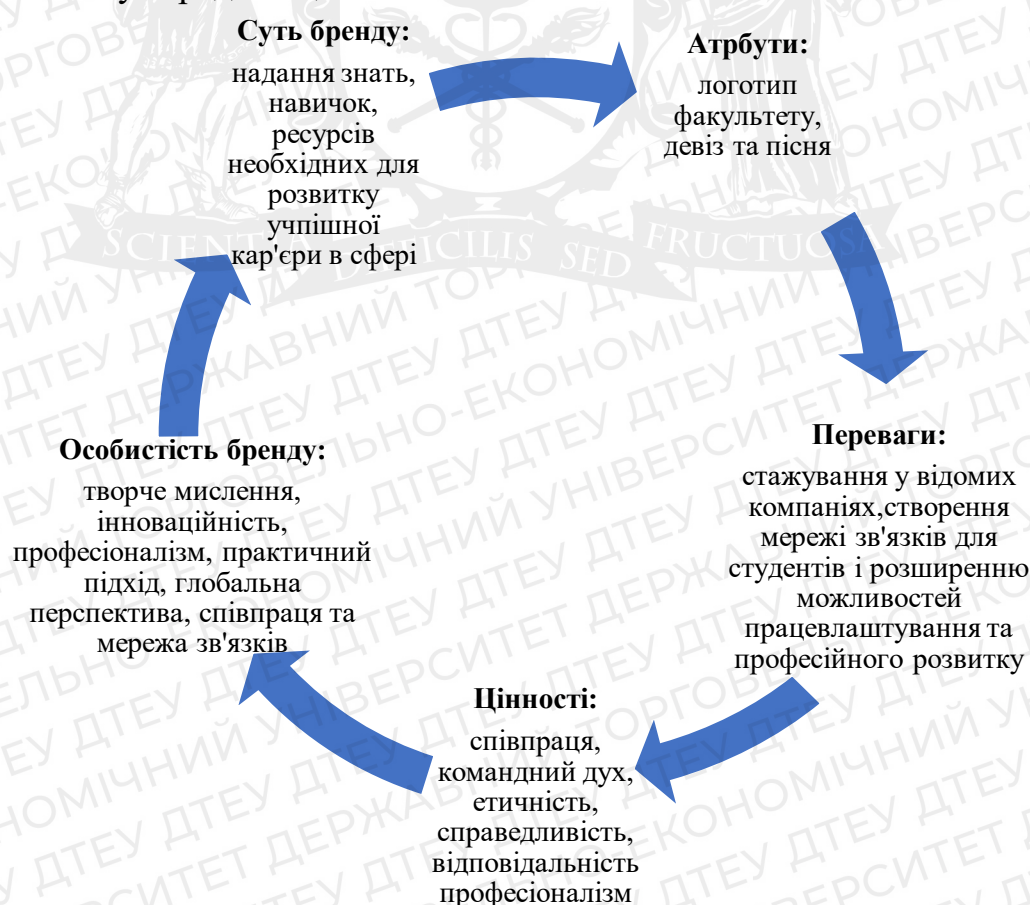 Суть бренду:
надання знать,
навичок,
ресурсів
необхідних для
розвитку
учпішної
кар'єри в сфері
Атрбути:
логотип
факультету,
девіз та пісня
Переваги:
стажування у відомих
компаніях,створення
мережі зв'язків для
студентів і розширенню
можливостей
працевлаштування та
професійного розвитку
Цінності:
співпраця,
командний дух,
етичність,
справедливість,
відповідальність
професіоналізм
Особистість бренду:
творче мислення,
інноваційність,
професіоналізм, практичний
підхід, глобальна
перспектива, співпраця та
мережа зв'язків